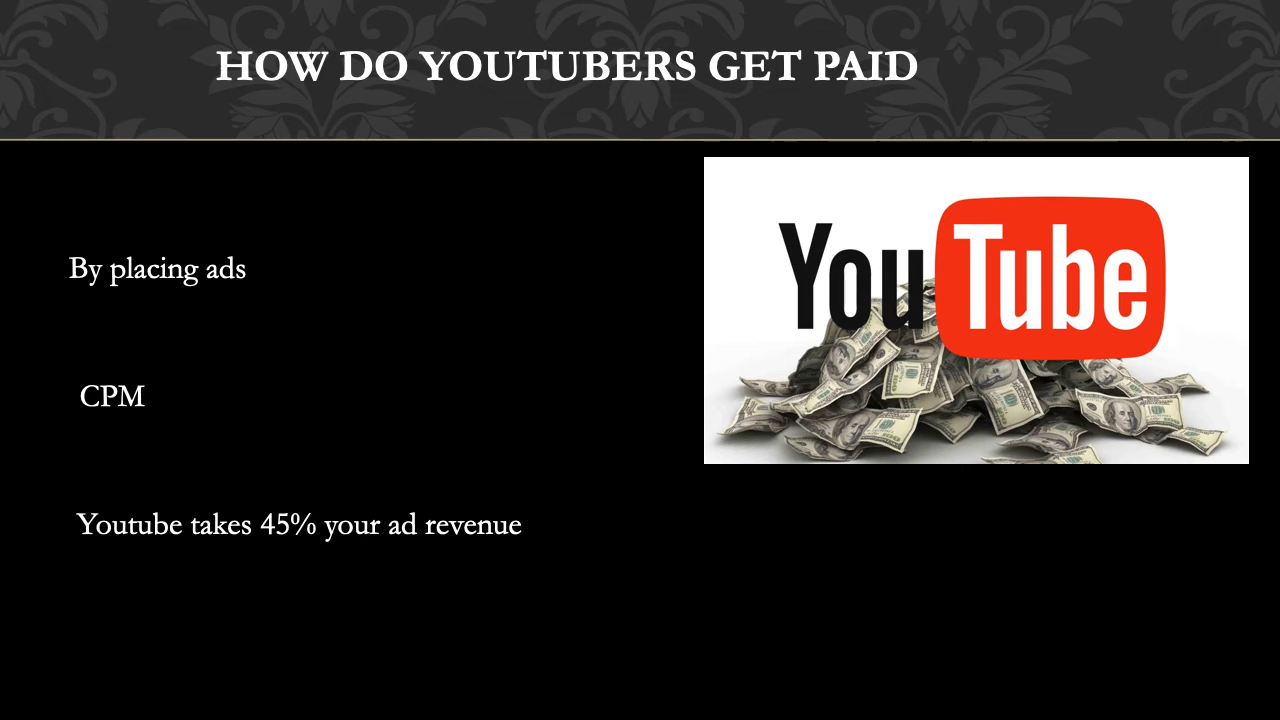 HOW DO YOUTUBERS GET PAID
By placing ads
CPM
Youtube takes 45% your ad revenue
YouTube